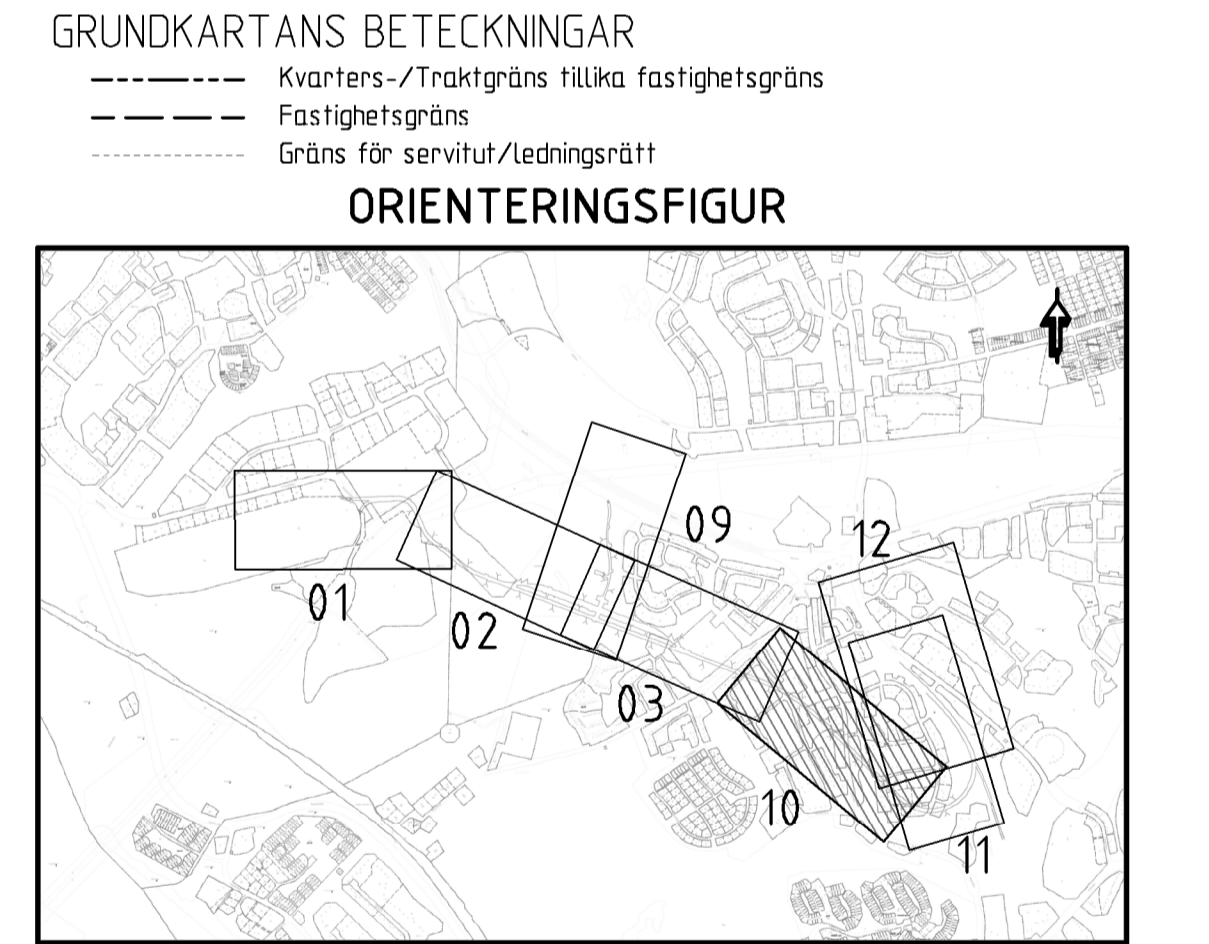 GRUNDKARTANS BETECKNINGAR
Kvarters-/Traktgräns tillika fastighetsgräns
Fastighetsgräns
Gräns för servitut/ledningsrätt
ORIENTERINGSFIGUR
09
12
01
02
03
10
11